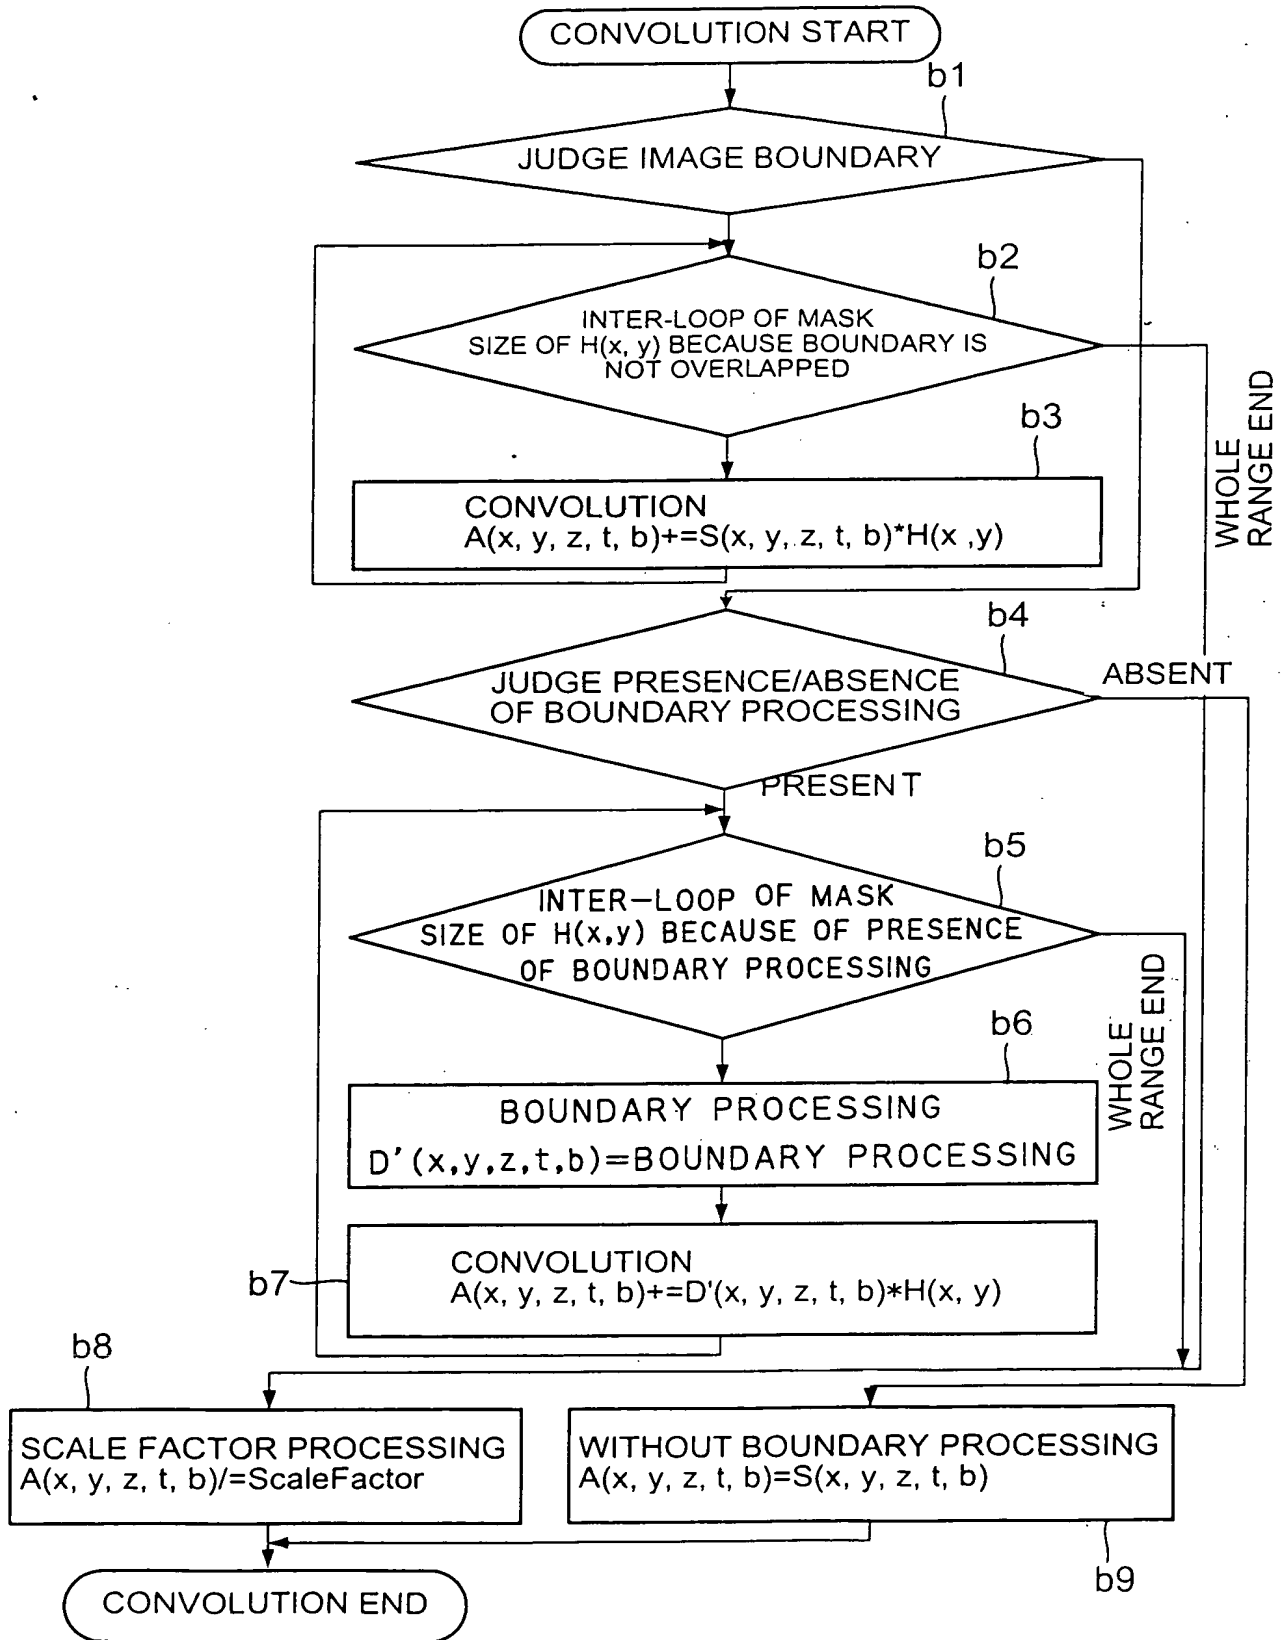 CONVOLUTION START
b1
JUDGE IMAGE BOUNDARY
b2
INTER-LOOP OF MASK
SIZE OF H(x, y) BECAUSE BOUNDARY IS
NOT OVERLAPPED
WHOLE
RANGE END
b3
CONVOLUTION
A(x, y, z, t, b)+=S(x, y, z, t, b)*H(x ,y)
b4
JUDGE PRESENCE/ABSENCE
OF BOUNDARY PROCESSING
ABSENT
PRESENT
b5
INTER-LOOP OF MASK
SIZE OF H(x,y) BECAUSE OF PRESENCE
OF BOUNDARY PROCESSING
WHOLE
RANGE END
b6
BOUNDARY PROCESSING
D'(x,y,z,t,b)=BOUNDARY PROCESSING
b7
CONVOLUTION
A(x, y, z, t, b)+=D'(x, y, z, t, b)*H(x, y)
b8
SCALE FACTOR PROCESSING
A(x, y, z, t, b)/=ScaleFactor
WITHOUT BOUNDARY PROCESSING
A(x, y, z, t, b)=S(x, y, z, t, b)
b9
CONVOLUTION END